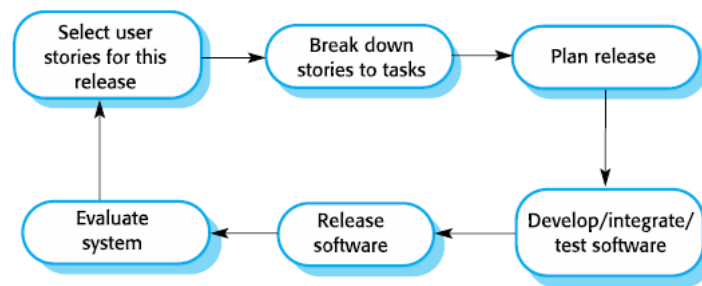 Select user
stories for this
release
Break down
stories to tasks
Plan release
Evaluate
system
Release
software
Develop/integrate/
test software